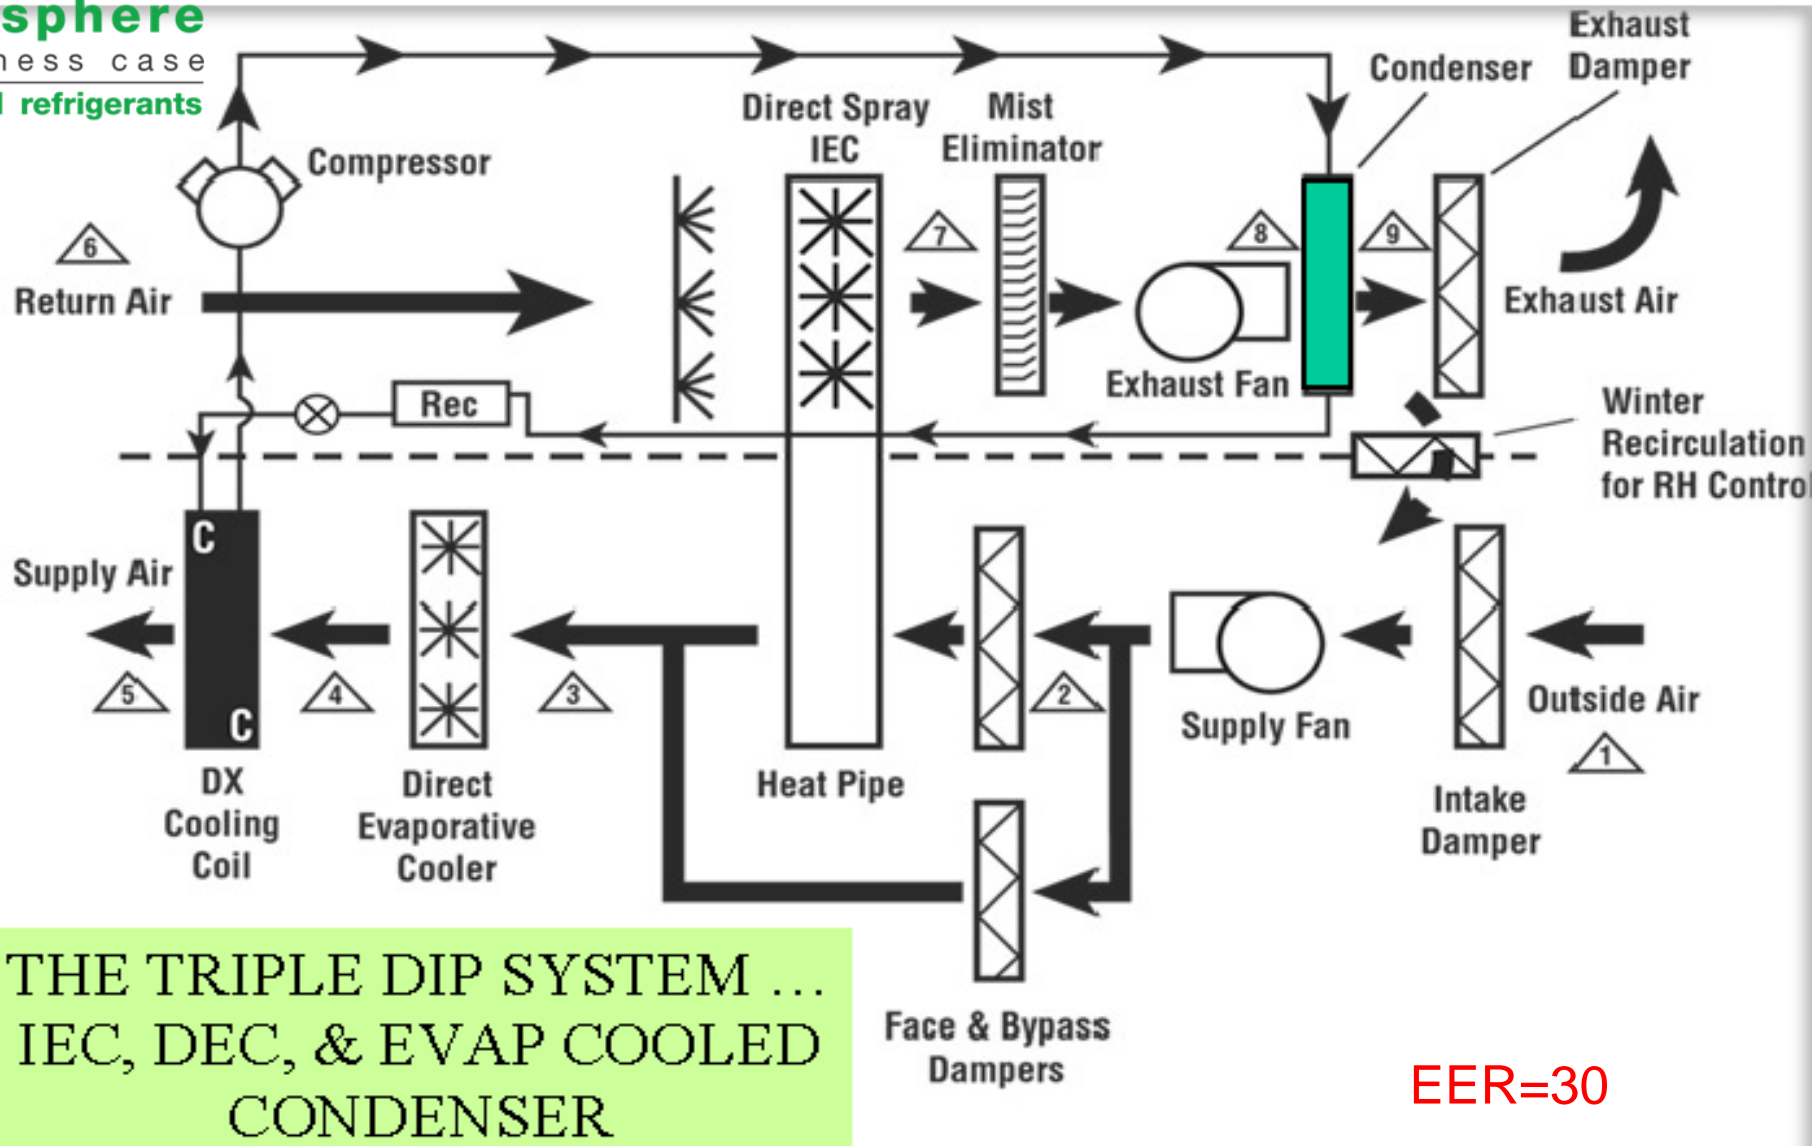 sphere
ness case
refrigerants
Exhaust
Damper
Condenser
Direct Spray
IEC
Mist
Eliminator
Compressor
6
7
8
9
Return Air
Exhaust Air
Exhaust Fan
Rec
Winter
Recirculation
for RH Control
C
C
Supply Air
5
4
3
2
Supply Fan
Outside Air
1
DX
Cooling
Coil
Direct
Evaporative
Cooler
Heat Pipe
Intake
Damper
Face & Bypass
Dampers
THE TRIPLE DIP SYSTEM ...
IEC, DEC, & EVAP COOLED
CONDENSER
EER=30